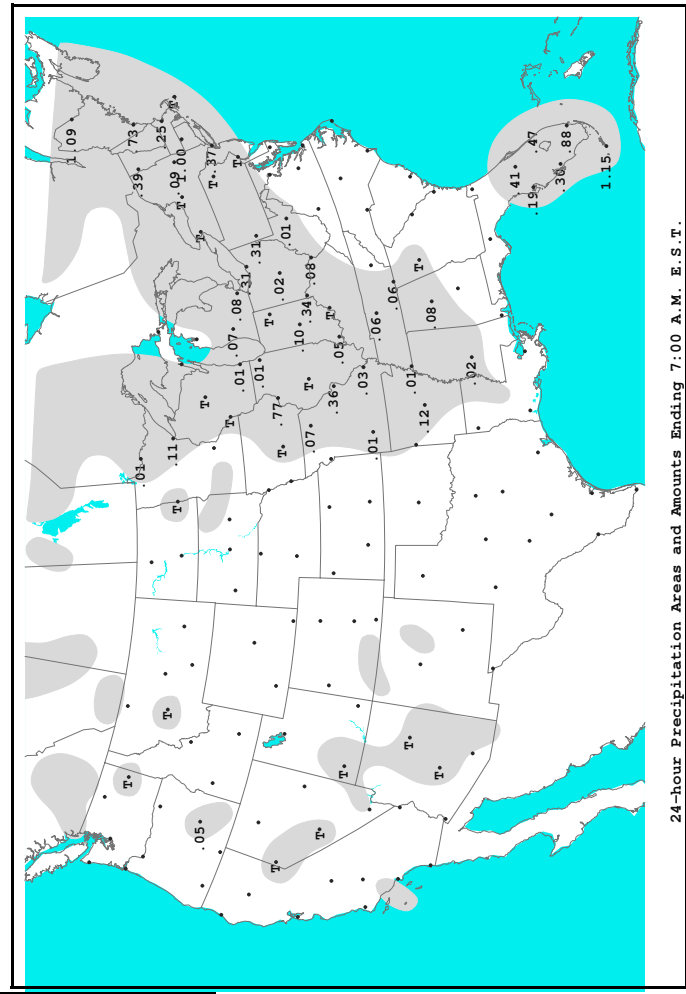 1.09
T
.73
.39
.01
.25
T
.11
T
.09
T
1.00
T
T
.05
T
.37
T
T
.07
.08
T
.01
.31
.31
.01
T
T
.77
.02
T
.01
.10
.34
T
.07
.08
T
T
.36
.05
T
.03
.01
.06
.06
T
.01
T
.12
.08
T
.02
.41
.19
.47
.30
.88
1.15
24-hour Precipitation Areas and Amounts Ending 7:00 A.M. E.S.T.